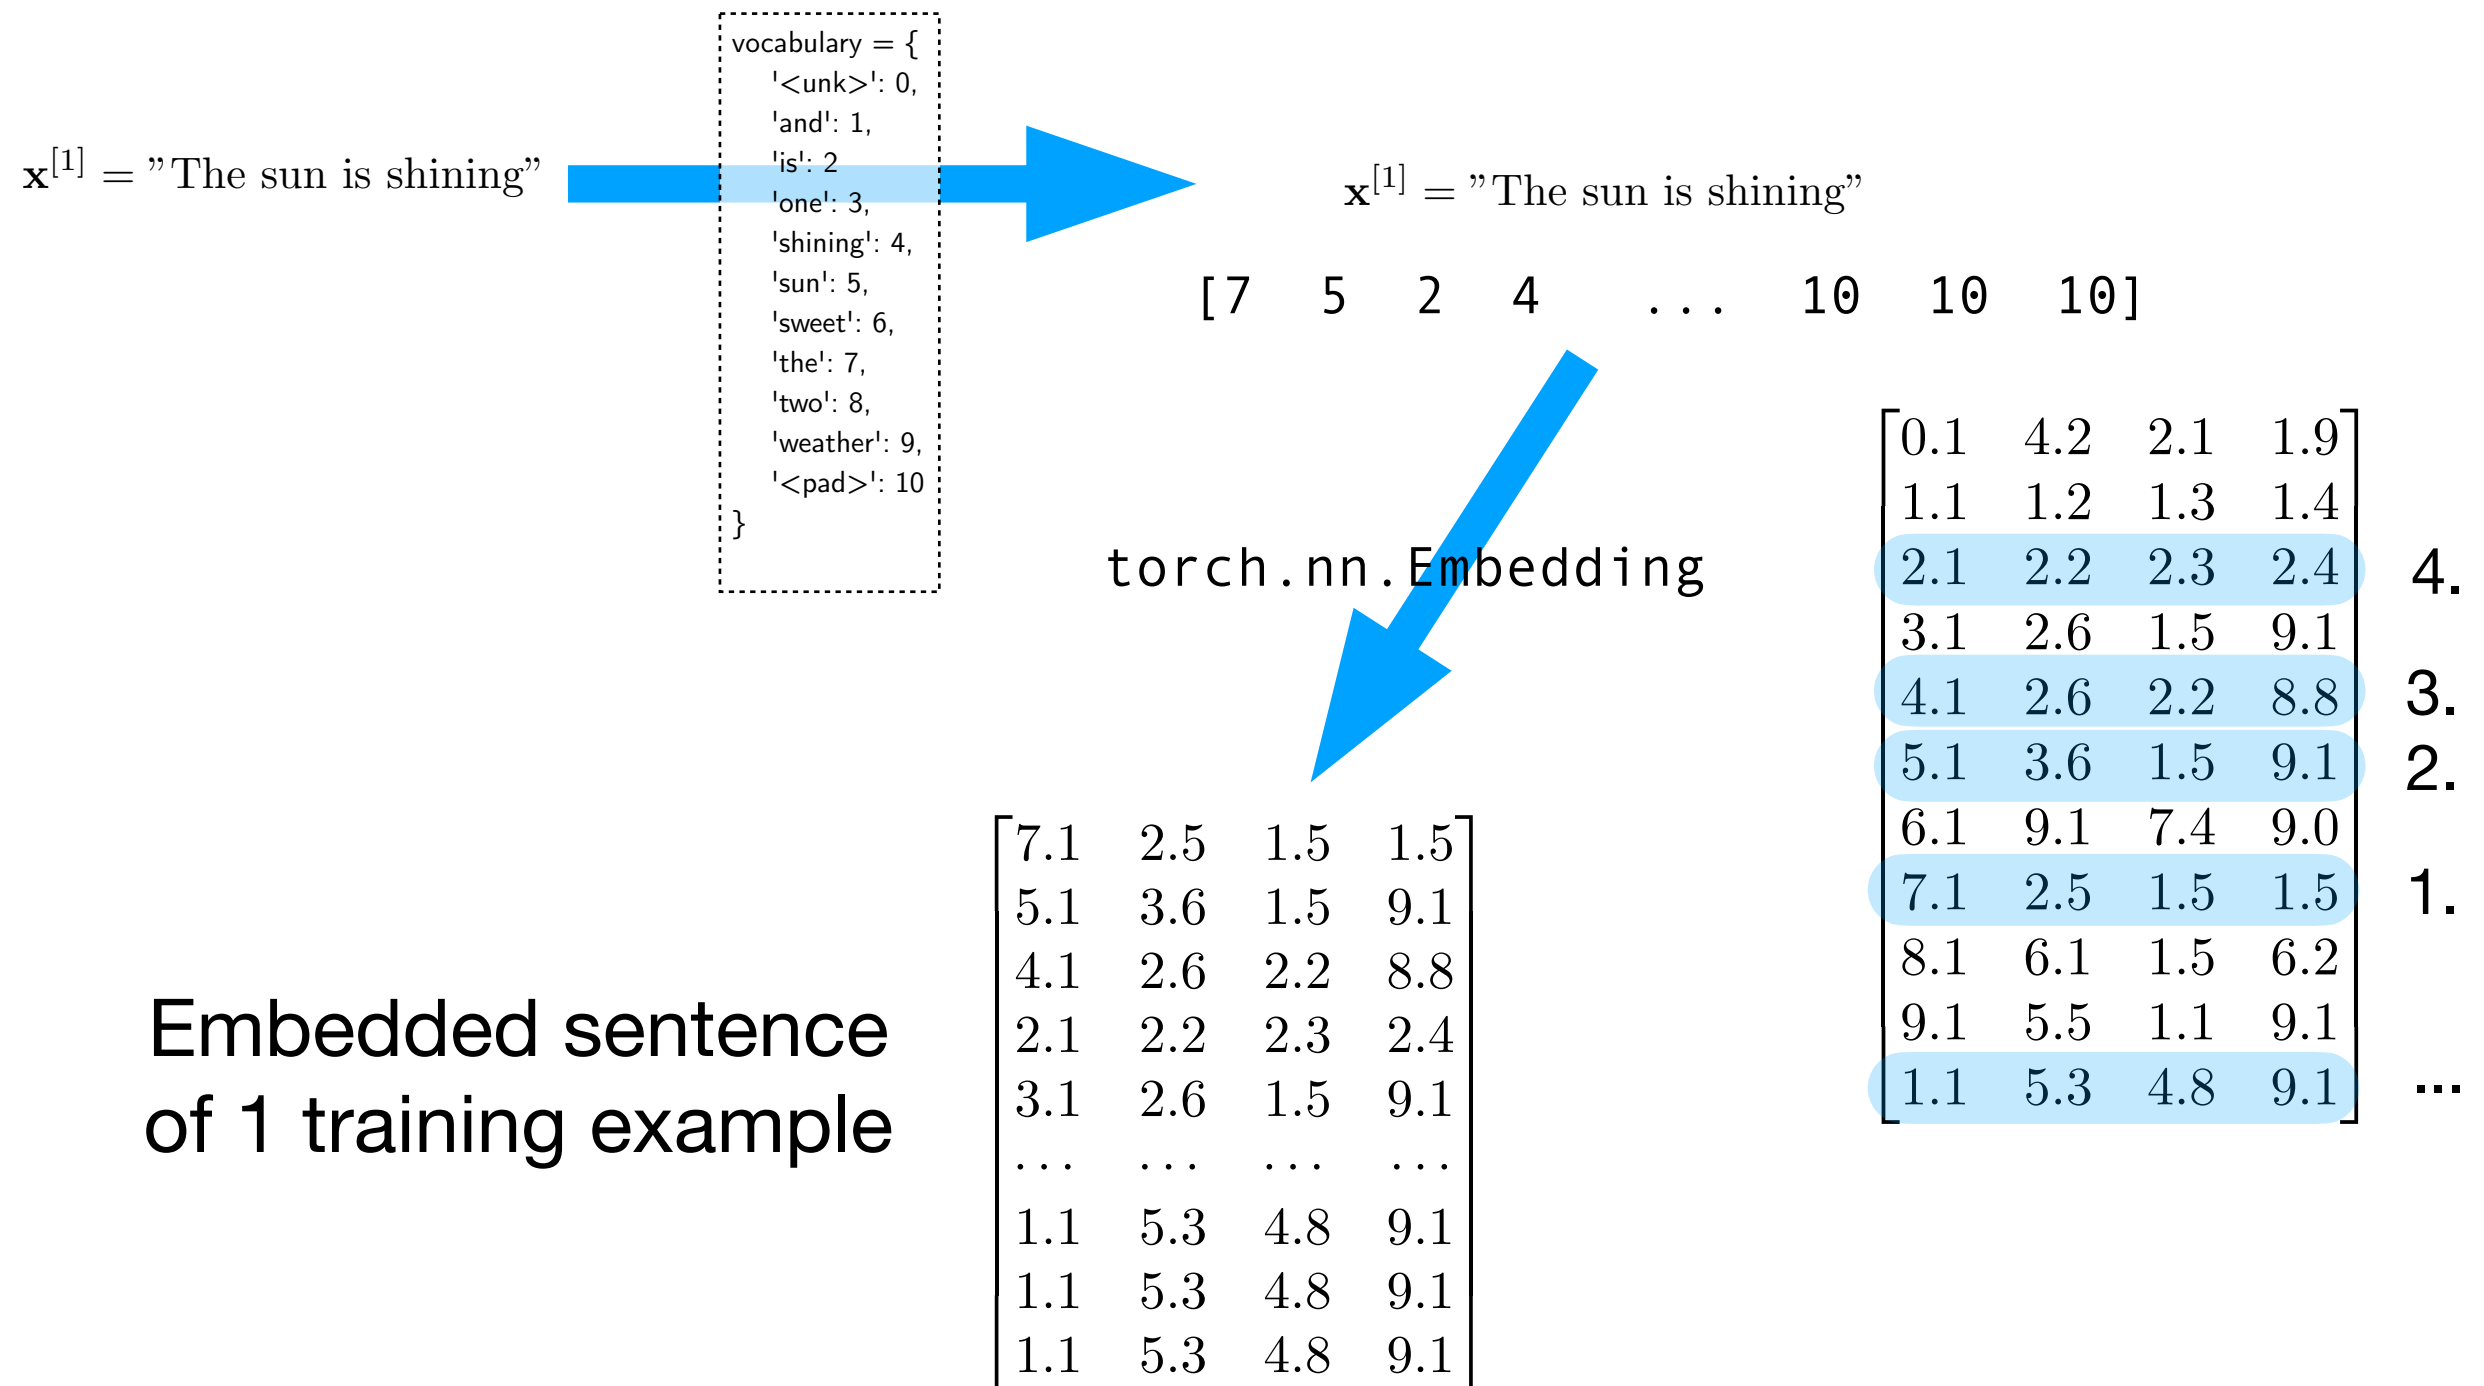 vocabulary = {
'<unk>': 0,
'and': 1,
'is': 2
'one': 3,
'shining': 4,
'sun': 5,
'sweet': 6,
'the': 7,
'two': 8,
'weather': 9,
'<pad>': 10
}
x^[1] = ”The sun is shining”
x^[1] = ”The sun is shining”
[7 5 2 4 ... 10 10 10]
torch.nn.Embedding
0.1 4.2 2.1 1.9
1.1 1.2 1.3 1.4
2.1 2.2 2.3 2.4 4.
3.1 2.6 1.5 9.1
4.1 2.6 2.2 8.8 3.
5.1 3.6 1.5 9.1 2.
6.1 9.1 7.4 9.0
7.1 2.5 1.5 1.5 1.
8.1 6.1 1.5 6.2
9.1 5.5 1.1 9.1
1.1 5.3 4.8 9.1 ...
7.1 2.5 1.5 1.5
5.1 3.6 1.5 9.1
4.1 2.6 2.2 8.8
2.1 2.2 2.3 2.4
3.1 2.6 1.5 9.1
... ... ... ...
1.1 5.3 4.8 9.1
1.1 5.3 4.8 9.1
1.1 5.3 4.8 9.1
Embedded sentence
of 1 training example